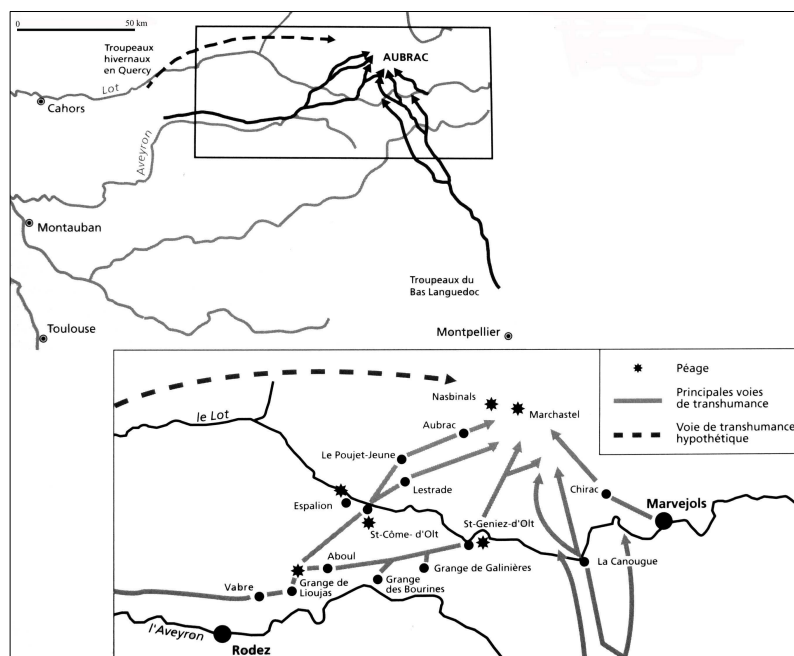 0 50 km
Troupeaux
hivernaux
en Quercy
AUBRAC
Lot
Cahors
Aveyron
Montauban
Troupeaux du
Bas Languedoc
Toulouse
Montpellier
Péage
Principales voies
de transhumance
Voie de transhumance
hypothétique
Nasbinals
Marchastel
le Lot
Aubrac
Le Poujet-Jeune
Lestrade
Chirac
Marvejols
Espalion
St-Côme- d'Olt
St-Geniez-d'Olt
Aboul
La Canougue
Vabre
Grange de
Lioujas
Grange
des Bourines
Grange de Galinières
l'Aveyron
Rodez